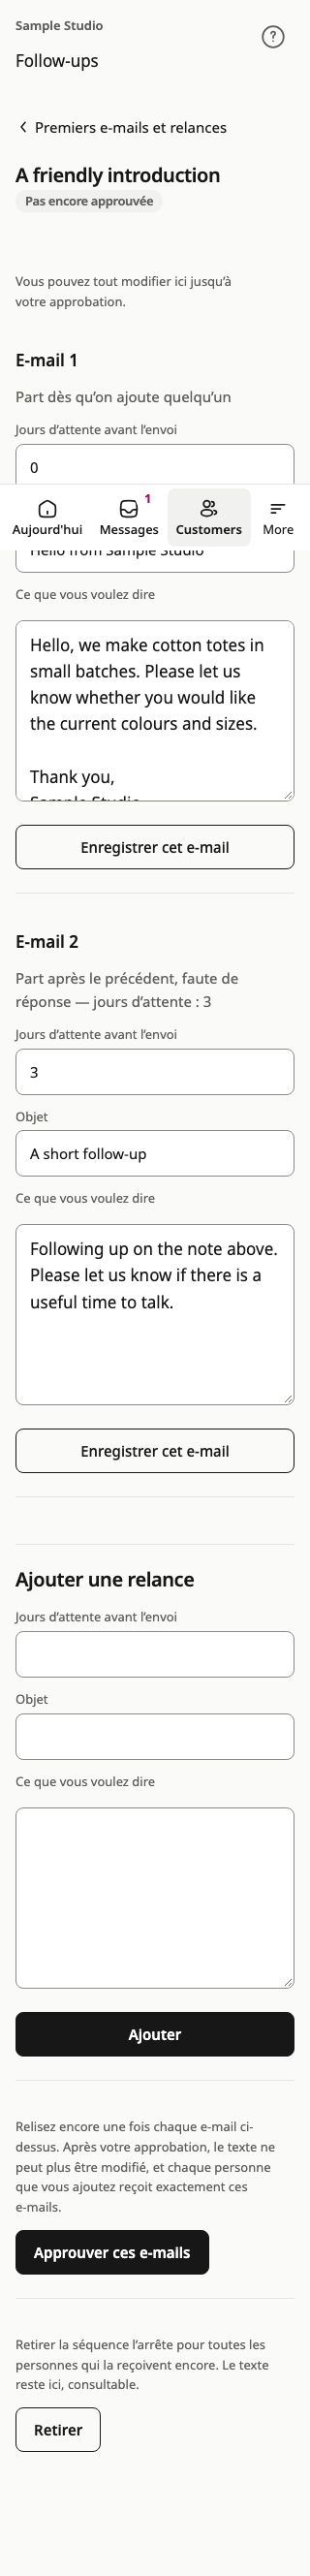 Sample Studio
Follow-ups
Premiers e-mails et relances
A friendly introduction
Pas encore approuvée
Vous pouvez tout modifier ici jusqu’à
votre approbation.
E-mail 1
Part dès qu’on ajoute quelqu’un
Jours d’attente avant l’envoi
0
1
Aujourd'hui
Messages
Customers
More
Hello from Sample Studio
Ce que vous voulez dire
Hello, we make cotton totes in
small batches. Please let us
know whether you would like
the current colours and sizes.
Thank you,
Sample Studio
Enregistrer cet e-mail
E-mail 2
Part après le précédent, faute de
réponse — jours d’attente : 3
Jours d’attente avant l’envoi
3
Objet
A short follow-up
Ce que vous voulez dire
Following up on the note above.
Please let us know if there is a
useful time to talk.
Enregistrer cet e-mail
Ajouter une relance
Jours d’attente avant l’envoi
Objet
Ce que vous voulez dire
Ajouter
Relisez encore une fois chaque e-mail ci-
dessus. Après votre approbation, le texte ne
peut plus être modifié, et chaque personne
que vous ajoutez reçoit exactement ces
e-mails.
Approuver ces e-mails
Retirer la séquence l’arrête pour toutes les
personnes qui la reçoivent encore. Le texte
reste ici, consultable.
Retirer